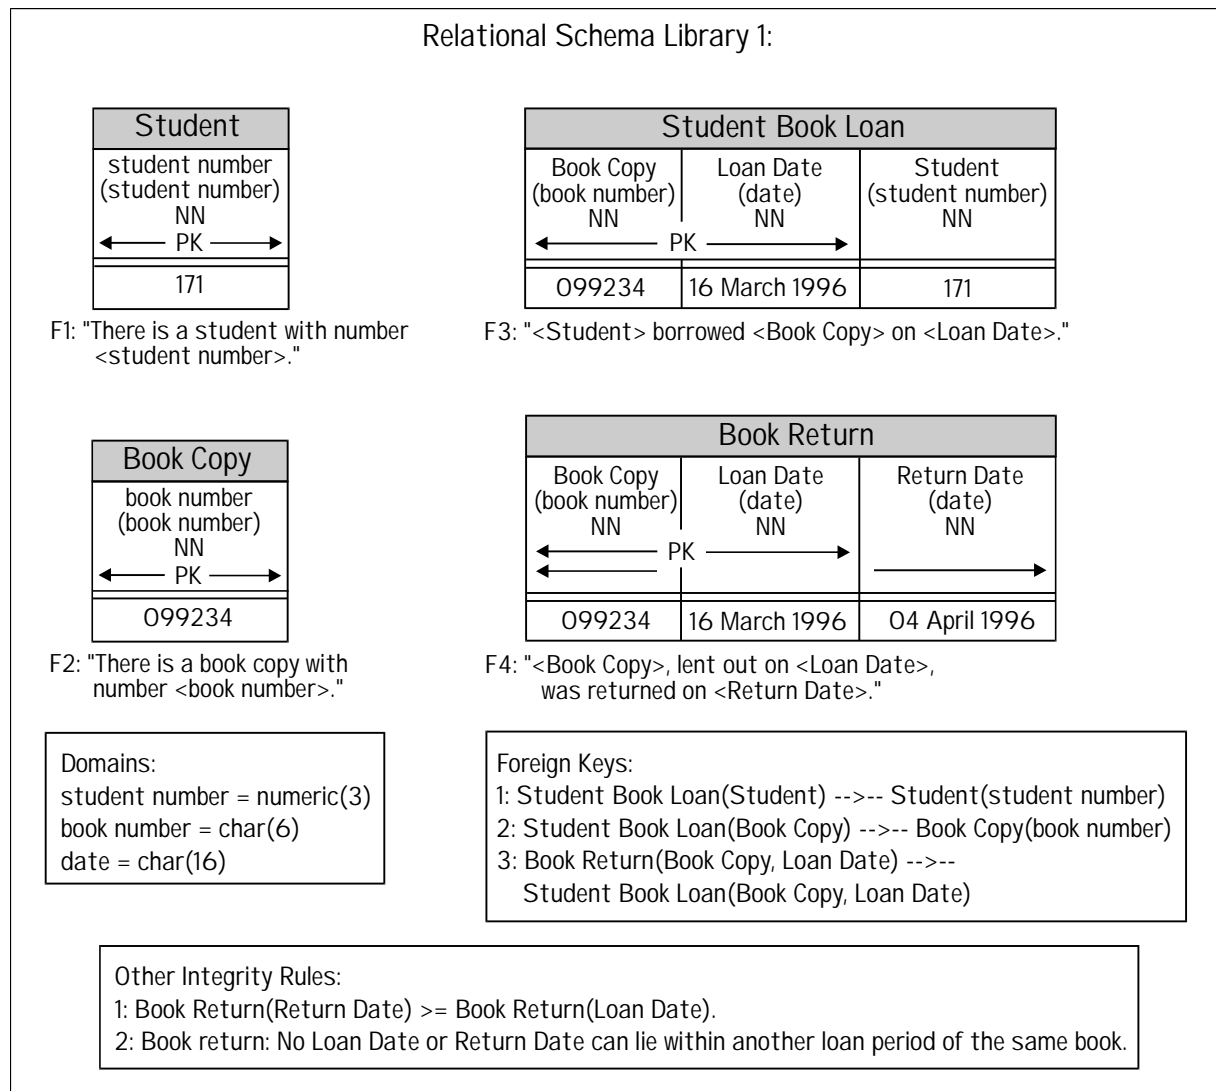 Relational Schema Library 1:
Student
student number
(student number)
NN
PK
171
F1: "There is a student with number
<student number>."
Student Book Loan
Book Copy Loan Date Student
(book number) (date) (student number)
NN NN NN
PK
099234 16 March 1996 171
F3: "<Student> borrowed <Book Copy> on <Loan Date>."
Book Copy
book number
(book number)
NN
PK
099234
F2: "There is a book copy with
number <book number>."
Book Return
Book Copy Loan Date Return Date
(book number) (date) (date)
NN NN NN
PK
099234 16 March 1996 04 April 1996
F4: "<Book Copy>, lent out on <Loan Date>,
was returned on <Return Date>."
Domains:
student number = numeric(3)
book number = char(6)
date = char(16)
Foreign Keys:
1: Student Book Loan(Student) -->-- Student(student number)
2: Student Book Loan(Book Copy) -->-- Book Copy(book number)
3: Book Return(Book Copy, Loan Date) -->--
Student Book Loan(Book Copy, Loan Date)
Other Integrity Rules:
1: Book Return(Return Date) >= Book Return(Loan Date).
2: Book return: No Loan Date or Return Date can lie within another loan period of the same book.